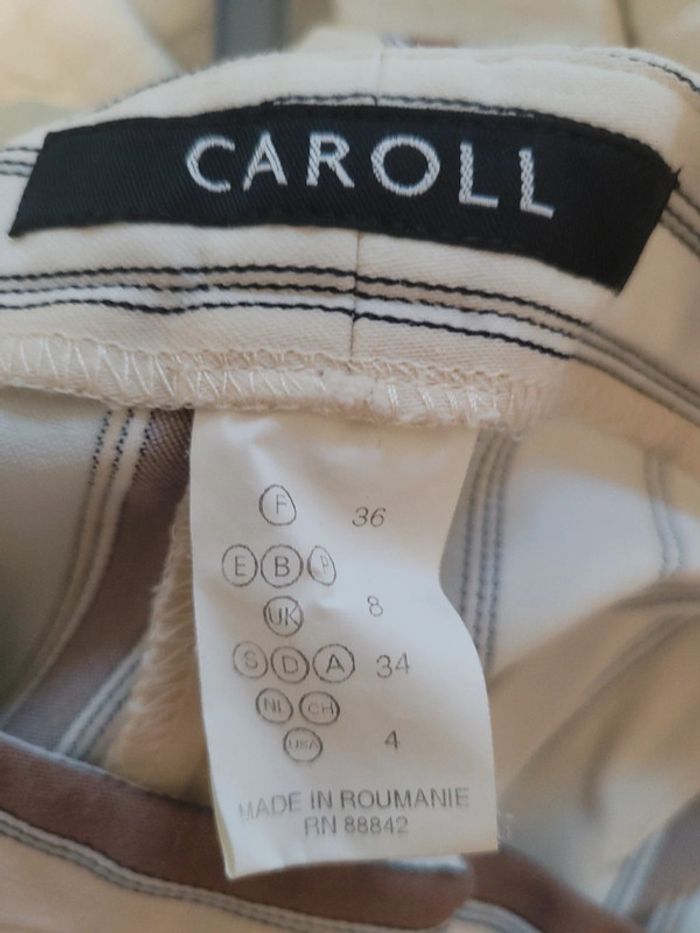 CAROLL
F 36
E B P
UK 8
S D A 34
NL CH
USA 4
MADE IN ROUMANIE
RN 88842